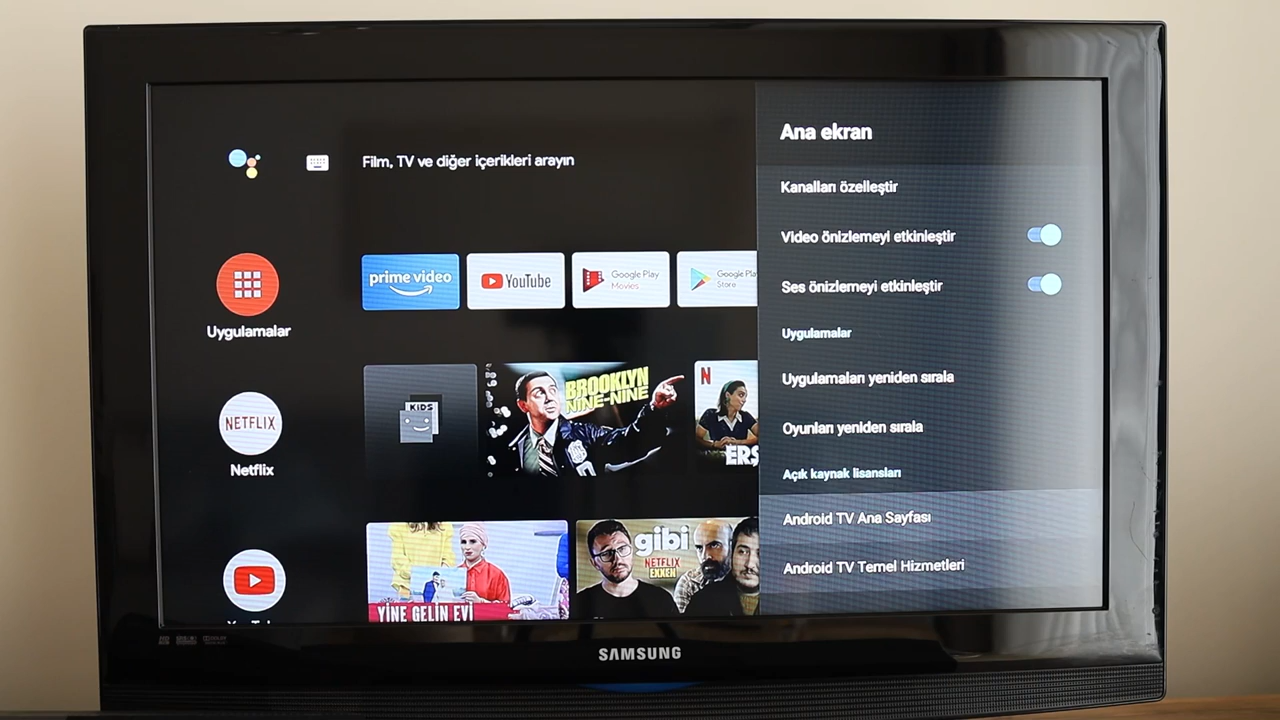 Film, TV ve diğer içerikleri arayın
Uygulamalar
prime video
YouTube
Google Play
Movies
Google Play
Store
NETFLIX
Netflix
KIDS
BROOKLYN
NINE-NINE
N
ERS
YİNE GELİN EVİ
gibi
NETFLIX
EXXEN
Ana ekran
Kanalları özelleştir
Video önizlemeyi etkinleştir
Ses önizlemeyi etkinleştir
Uygulamalar
Uygulamaları yeniden sırala
Oyunları yeniden sırala
Açık kaynak lisansları
Android TV Ana Sayfası
Android TV Temel Hizmetleri
SAMSUNG